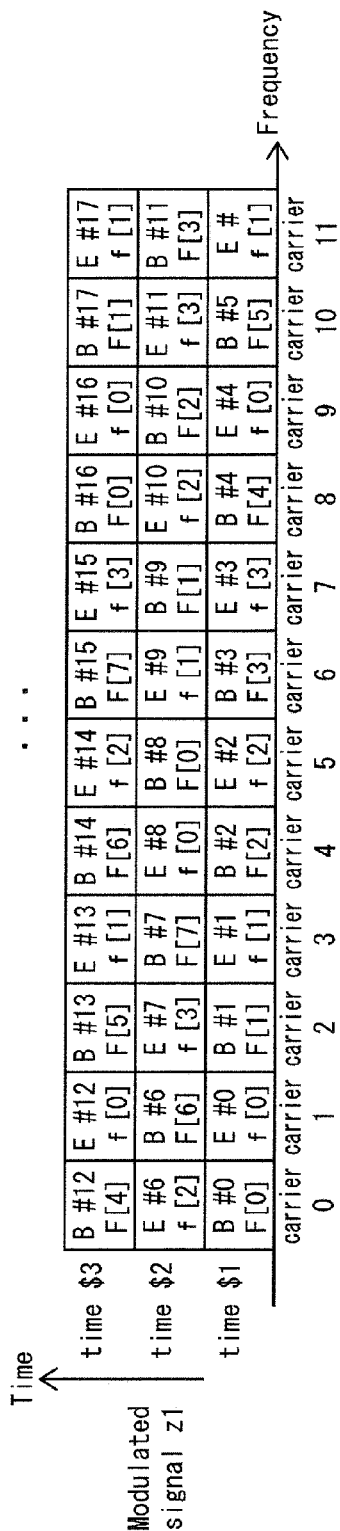 Time
. . .
Modulated
signal z1
time $3
B #12 E #12 B #13 E #13 B #14 E #14 B #15 E #15 B #16 E #16 B #17 E #17
F[4] f [0] F[5] f [1] F[6] f [2] F[7] f [3] F[0] f [0] F[1] f [1]
time $2
E #6 B #6 E #7 B #7 E #8 B #8 E #9 B #9 E #10 B #10 E #11 B #11
f [2] F[6] f [3] F[7] f [0] F[0] f [1] F[1] f [2] F[2] f [3] F[3]
time $1
B #0 E #0 B #1 E #1 B #2 E #2 B #3 E #3 B #4 E #4 B #5 E #
F[0] f [0] F[1] f [1] F[2] f [2] F[3] f [3] F[4] f [0] F[5] f [1]
Frequency
carrier carrier carrier carrier carrier carrier carrier carrier carrier carrier carrier carrier
0 1 2 3 4 5 6 7 8 9 10 11